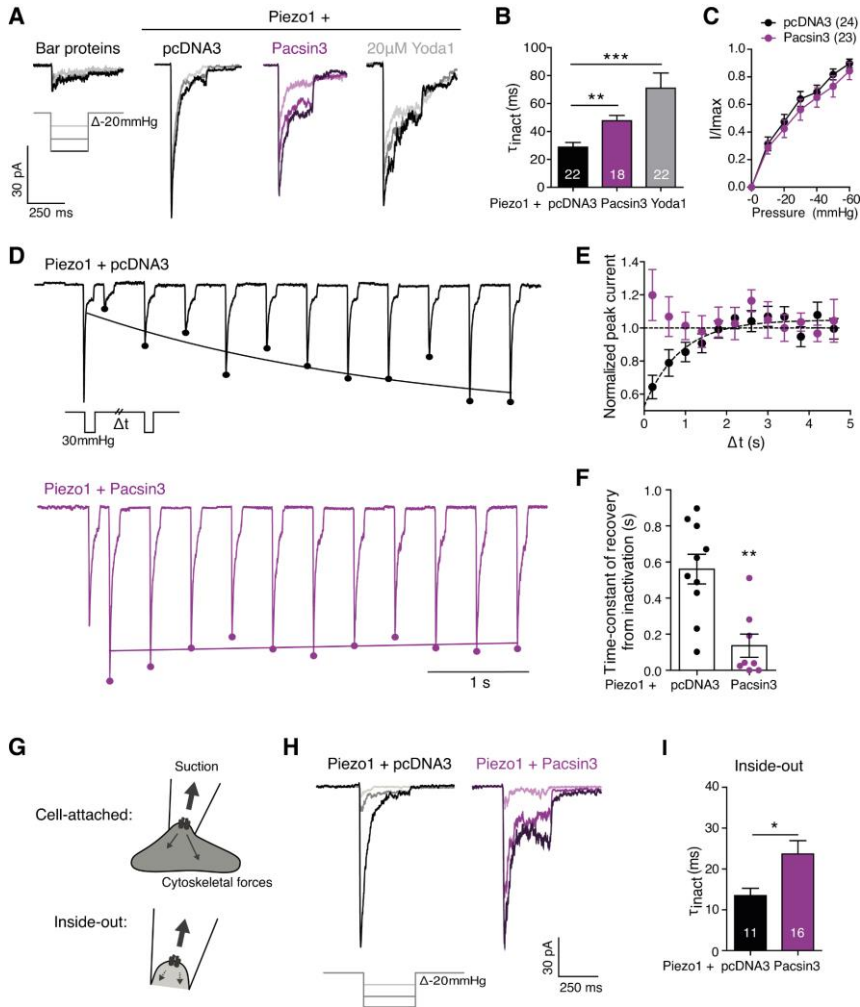 A
Piezo1 +
Bar proteins
pcDNA3
Pacsin3
20μM Yoda1
Δ-20mmHg
30 pA
250 ms
B
τinact (ms)
100
80
60
40
20
0
***
**
22
18
22
Piezo1 + pcDNA3 Pacsin3 Yoda1
C
pcDNA3 (24)
Pacsin3 (23)
I/Imax
1.0
0.8
0.6
0.4
0.2
0.0
-0 -20 -40 -60
Pressure (mmHg)
D
Piezo1 + pcDNA3
Δt
30mmHg
Piezo1 + Pacsin3
1 s
E
Normalized peak current
1.4
1.2
1.0
0.8
0.6
0 1 2 3 4 5
Δt (s)
F
Time-constant of recovery
from inactivation (s)
1.0
0.8
0.6
0.4
0.2
0.0
**
Piezo1 + pcDNA3 Pacsin3
G
Suction
Cell-attached:
Cytoskeletal forces
Inside-out:
H
Piezo1 + pcDNA3
Piezo1 + Pacsin3
Δ-20mmHg
30 pA
250 ms
I
Inside-out
τinact (ms)
40
30
20
10
0
*
11
16
Piezo1 + pcDNA3 Pacsin3